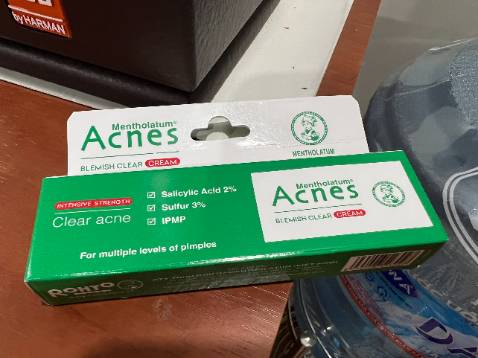 by HARMAN
Mentholatum®
Acnes
BLEMISH CLEAR CREAM
MENTHOLATUM
INTENSIVE STRENGTH
Clear acne
Salicylic Acid 2%
Sulfur 3%
IPMP
For multiple levels of pimples
Mentholatum®
Acnes
BLEMISH CLEAR CREAM
ROHTO